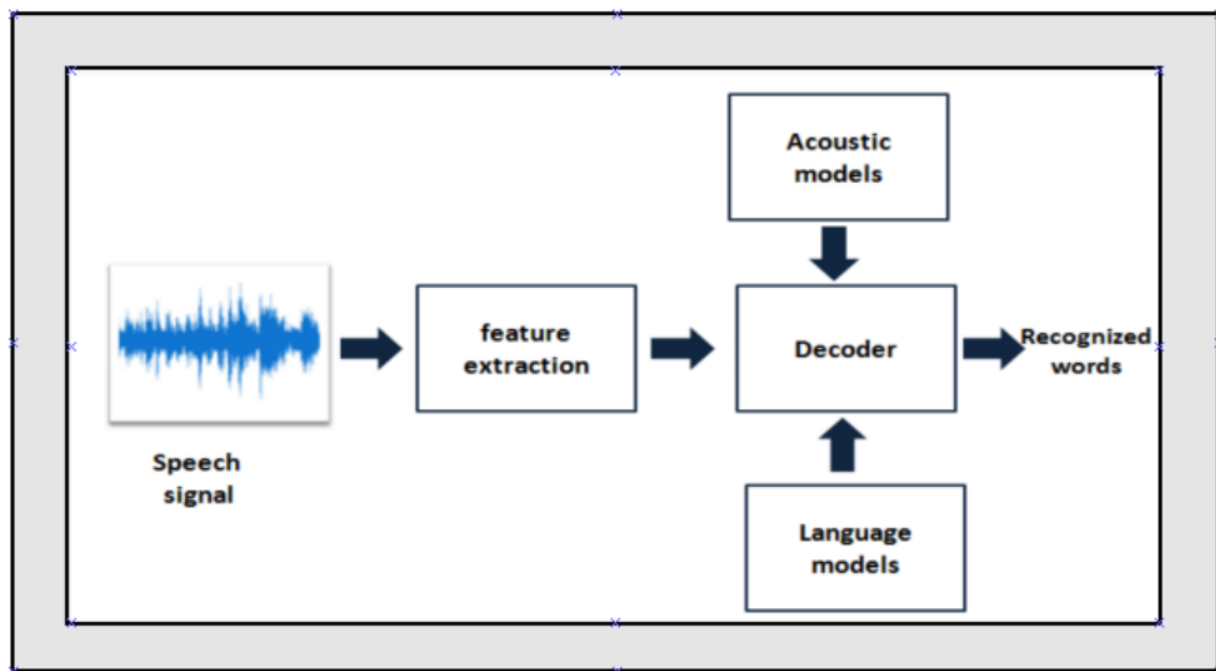 Acoustic
models
Speech
signal
feature
extraction
Decoder
Recognized
words
Language
models